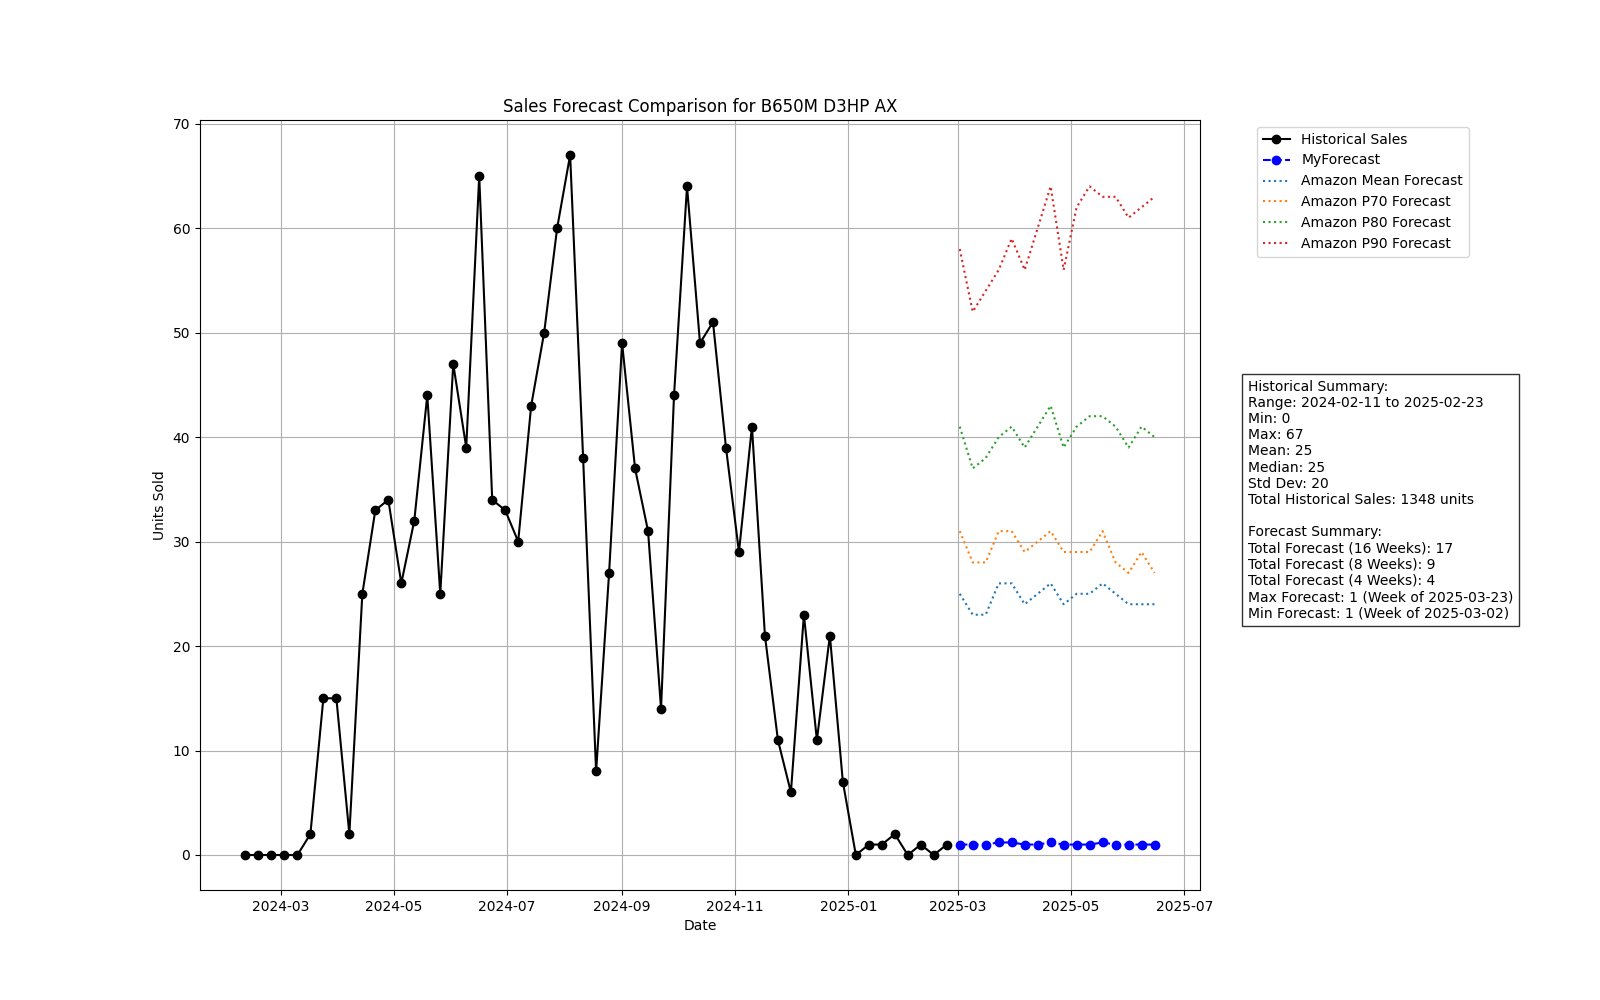 Sales Forecast Comparison for B650M D3HP AX
70
60
50
40
30
20
10
0
Units Sold
2024-03
2024-05
2024-07
2024-09
2024-11
2025-01
2025-03
2025-05
2025-07
Date
Historical Sales
MyForecast
Amazon Mean Forecast
Amazon P70 Forecast
Amazon P80 Forecast
Amazon P90 Forecast
Historical Summary:
Range: 2024-02-11 to 2025-02-23
Min: 0
Max: 67
Mean: 25
Median: 25
Std Dev: 20
Total Historical Sales: 1348 units
Forecast Summary:
Total Forecast (16 Weeks): 17
Total Forecast (8 Weeks): 9
Total Forecast (4 Weeks): 4
Max Forecast: 1 (Week of 2025-03-23)
Min Forecast: 1 (Week of 2025-03-02)